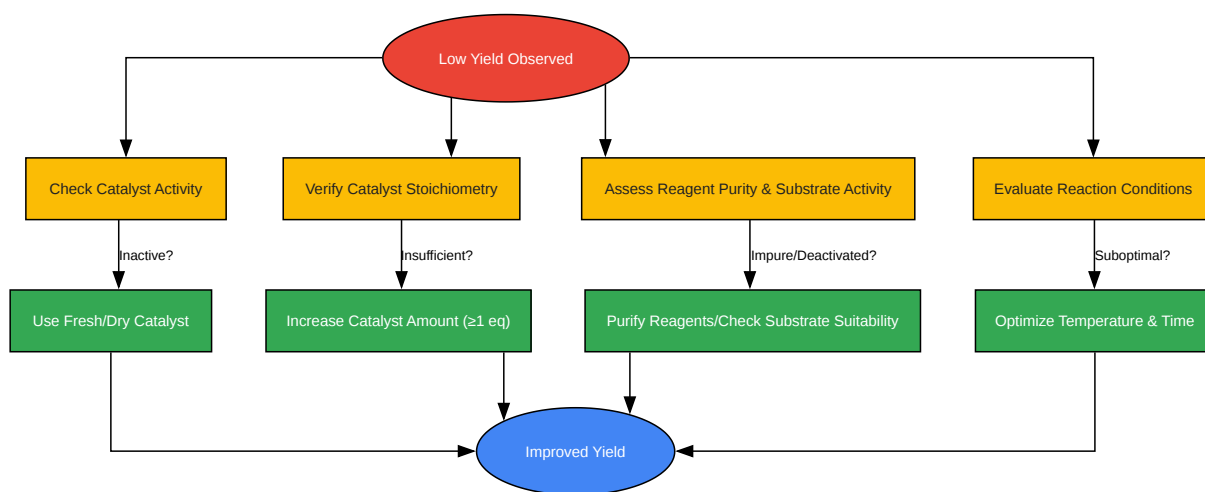 Low Yield Observed
Check Catalyst Activity
Verify Catalyst Stoichiometry
Assess Reagent Purity & Substrate Activity
Evaluate Reaction Conditions
Inactive?
Insufficient?
Impure/Deactivated?
Suboptimal?
Use Fresh/Dry Catalyst
Increase Catalyst Amount (≥1 eq)
Purify Reagents/Check Substrate Suitability
Optimize Temperature & Time
Improved Yield